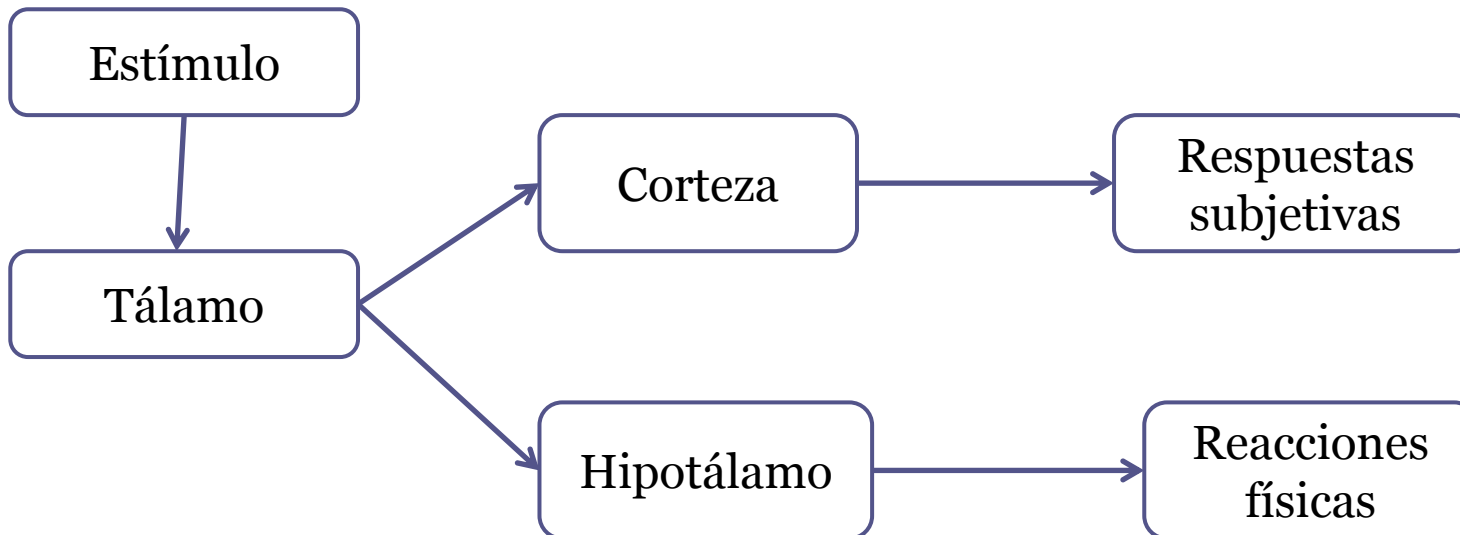 Estímulo
Tálamo
Corteza
Hipotálamo
Respuestas
subjetivas
Reacciones
físicas